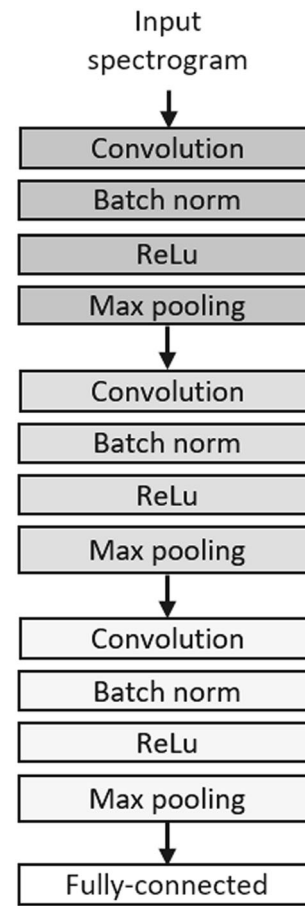 Input
spectrogram
Convolution
Batch norm
ReLu
Max pooling
Convolution
Batch norm
ReLu
Max pooling
Convolution
Batch norm
ReLu
Max pooling
Fully-connected